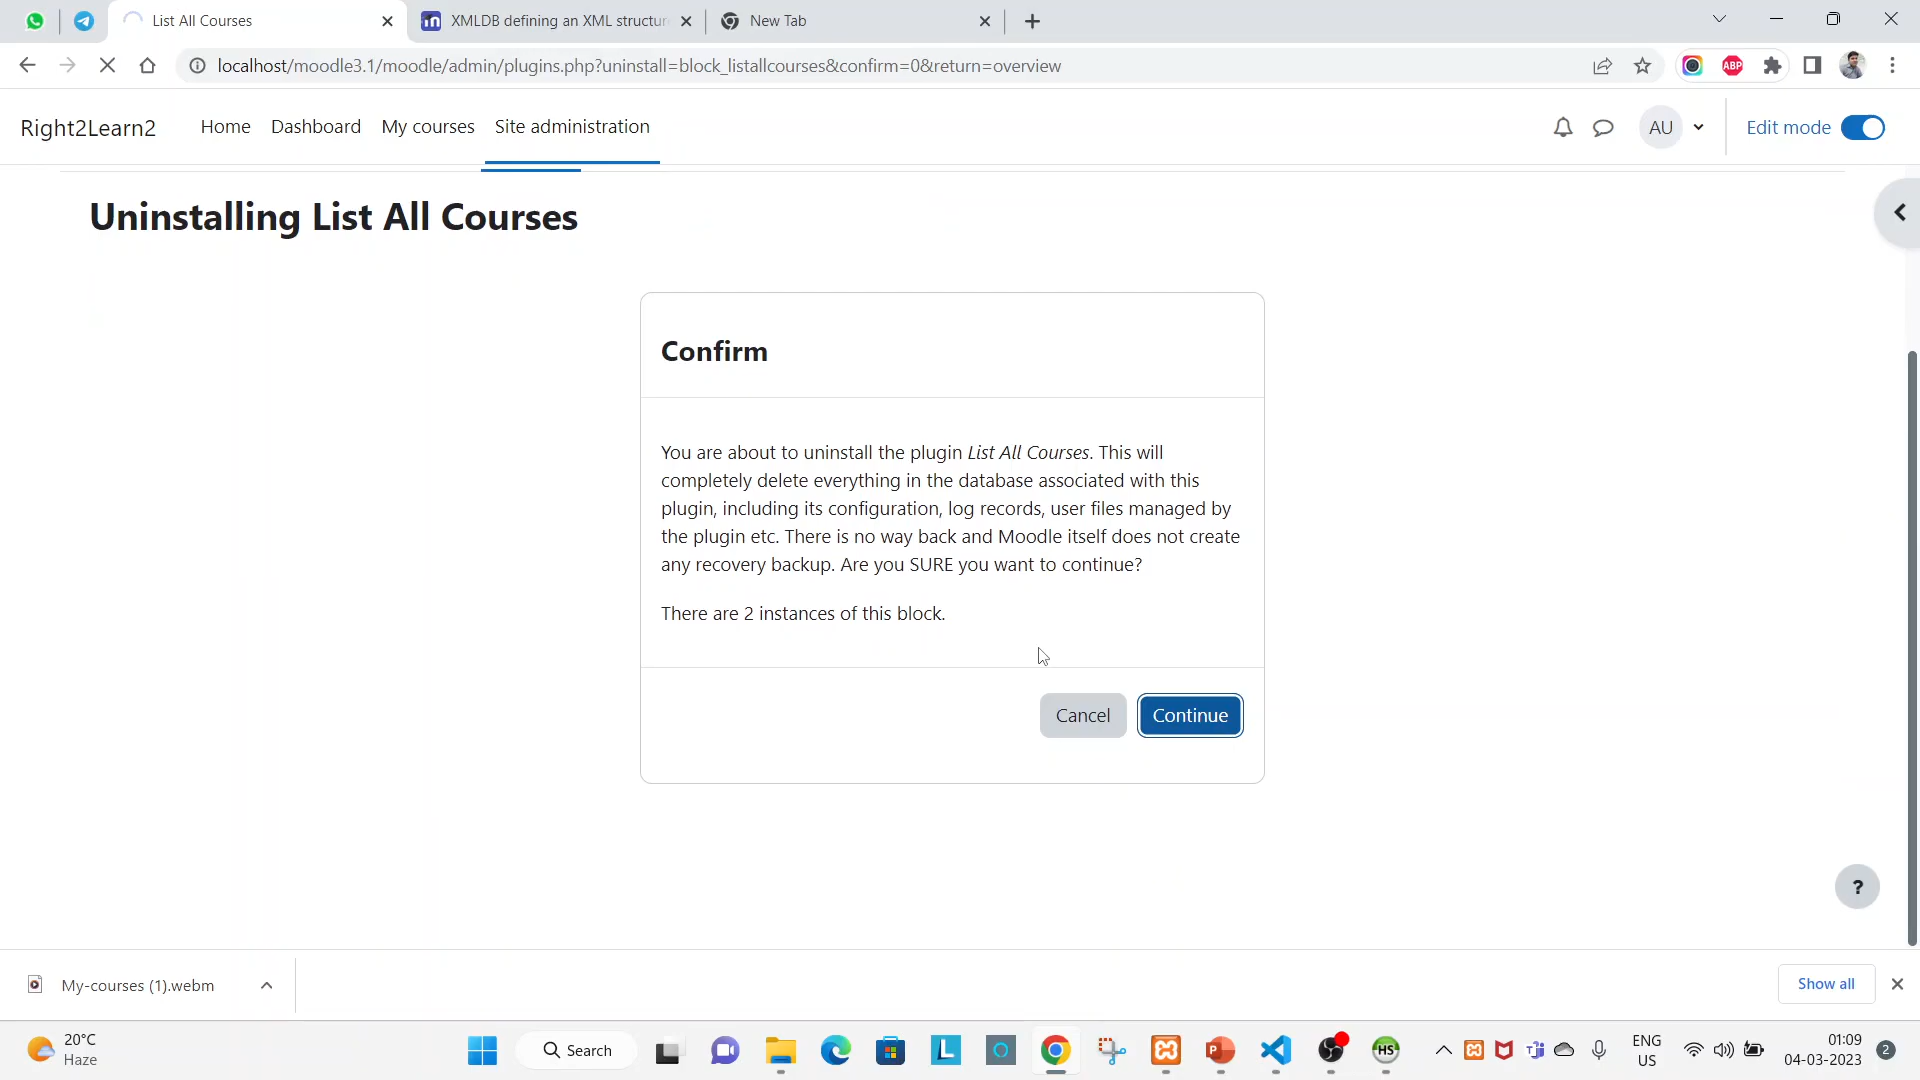 List All Courses
XMLDB defining an XML structure
New Tab
localhost/moodle3.1/moodle/admin/plugins.php?uninstall=block_listallcourses&confirm=0&return=overview
ABP
Right2Learn2
Home
Dashboard
My courses
Site administration
AU
Edit mode
Uninstalling List All Courses
Confirm
You are about to uninstall the plugin List All Courses. This will
completely delete everything in the database associated with this
plugin, including its configuration, log records, user files managed by
the plugin etc. There is no way back and Moodle itself does not create
any recovery backup. Are you SURE you want to continue?
There are 2 instances of this block.
Cancel
Continue
?
My-courses (1).webm
Show all
20°C
Haze
Search
L
P
HS
ENG
US
01:09
04-03-2023
2